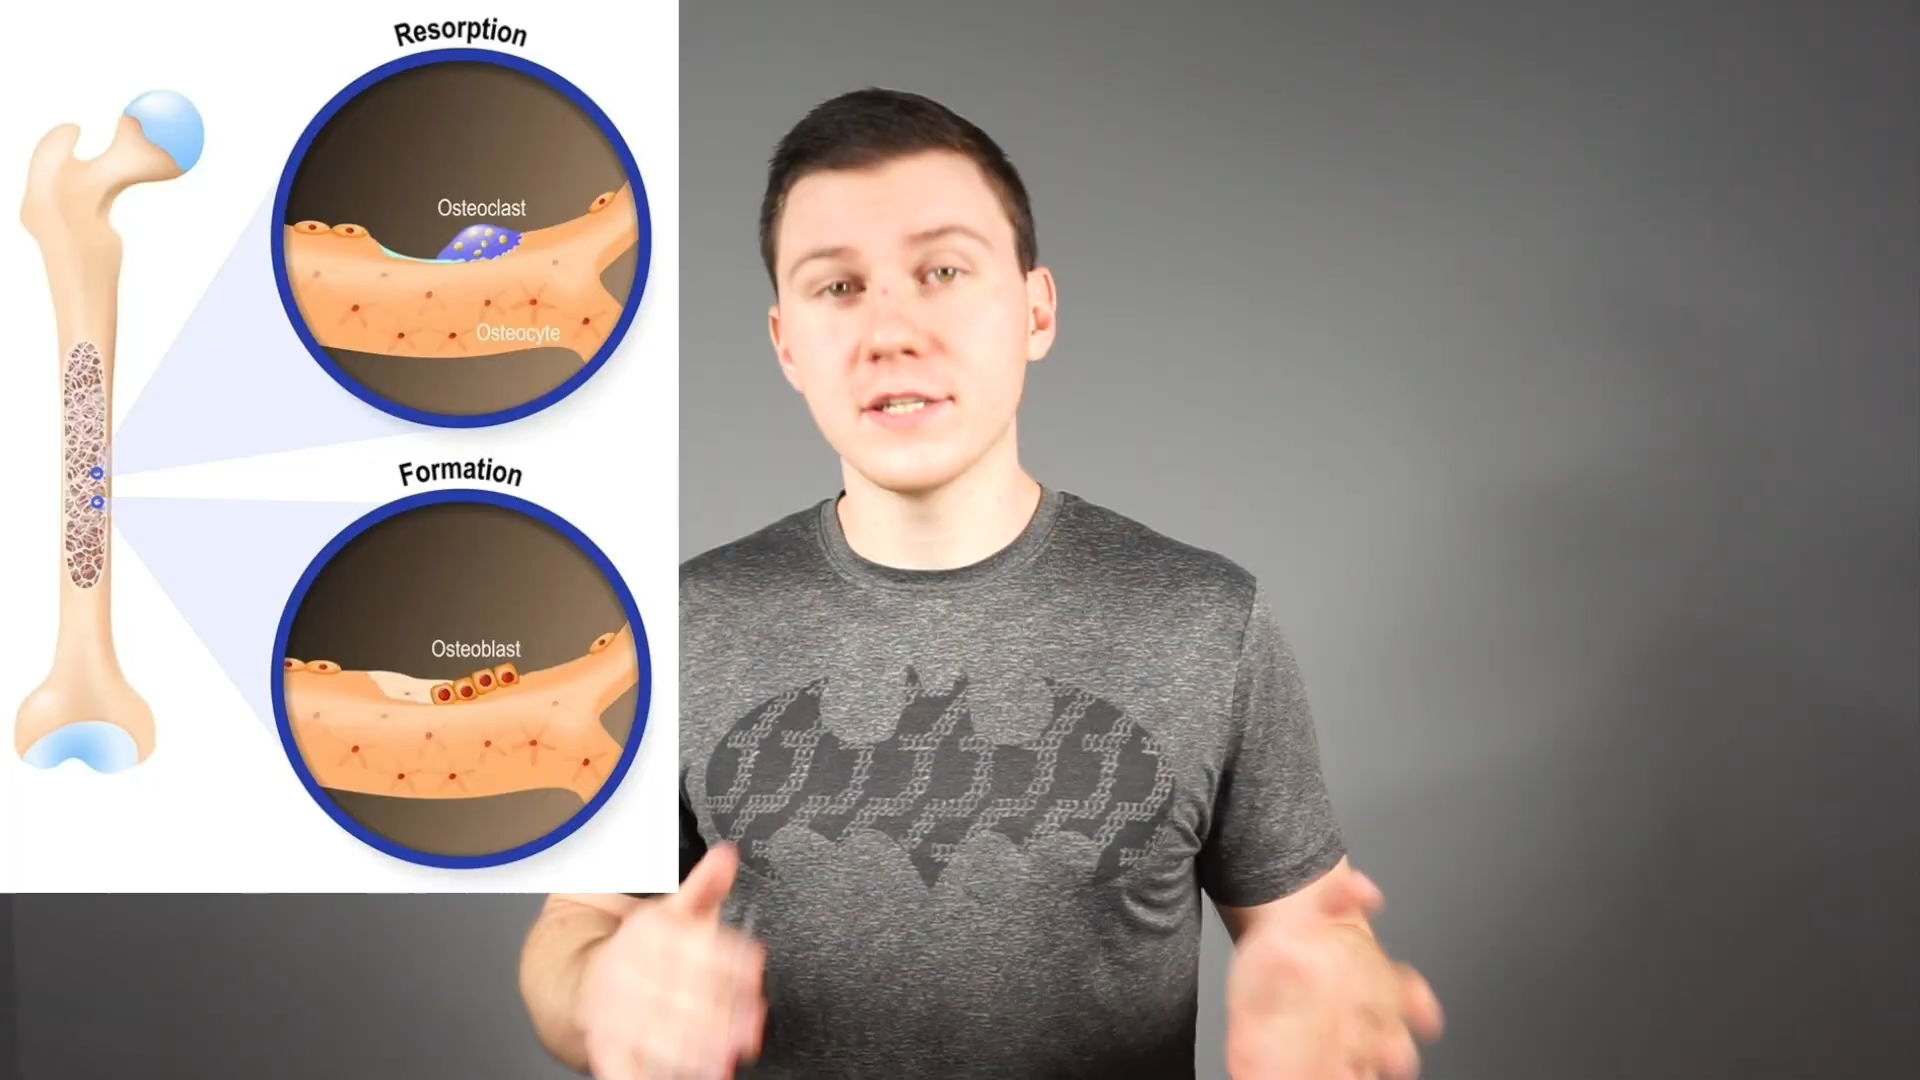 Resorption
Osteoclast
Osteocyte
Formation
Osteoblast